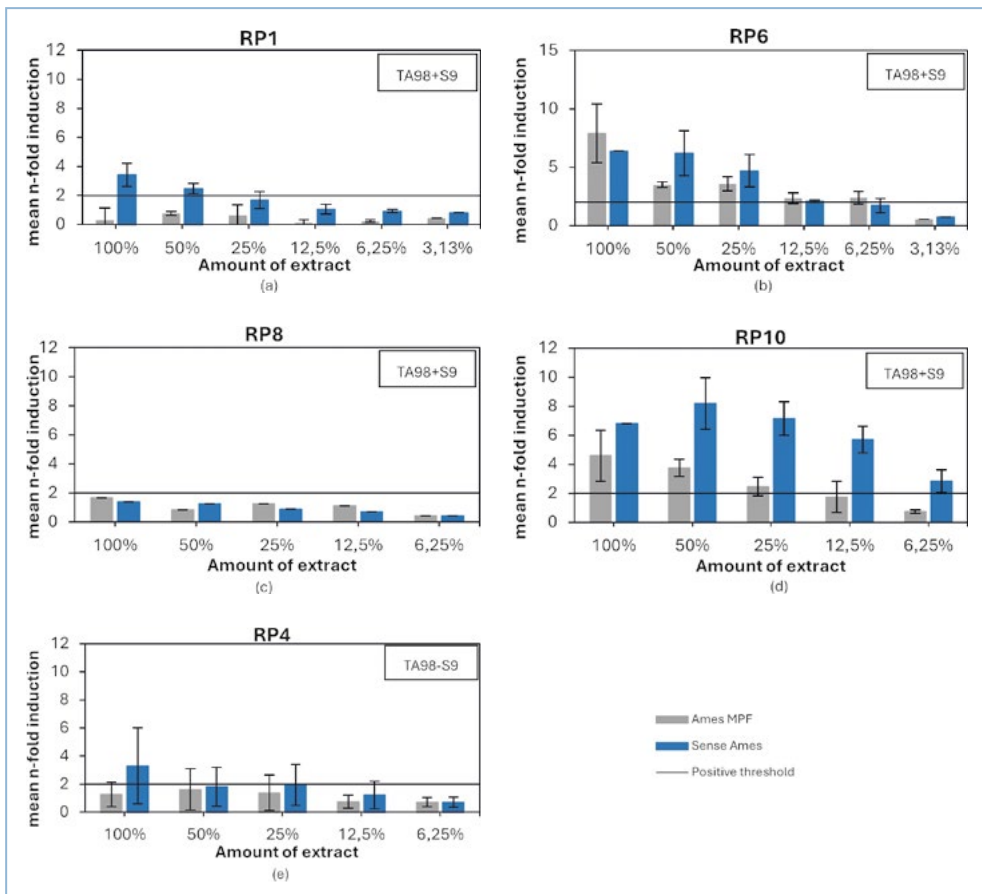 RP1
TA98+S9
mean n-fold induction
12
10
8
6
4
2
0
100% 50% 25% 12,5% 6,25% 3,13%
Amount of extract
(a)
RP6
TA98+S9
mean n-fold induction
15
10
5
0
100% 50% 25% 12,5% 6,25% 3,13%
Amount of extract
(b)
RP8
TA98+S9
mean n-fold induction
12
10
8
6
4
2
0
100% 50% 25% 12,5% 6,25%
Amount of extract
(c)
RP10
TA98+S9
mean n-fold induction
12
10
8
6
4
2
0
100% 50% 25% 12,5% 6,25%
Amount of extract
(d)
RP4
TA98-S9
mean n-fold induction
12
10
8
6
4
2
0
100% 50% 25% 12,5% 6,25%
Amount of extract
(e)
Ames MPF
Sense Ames
Positive threshold